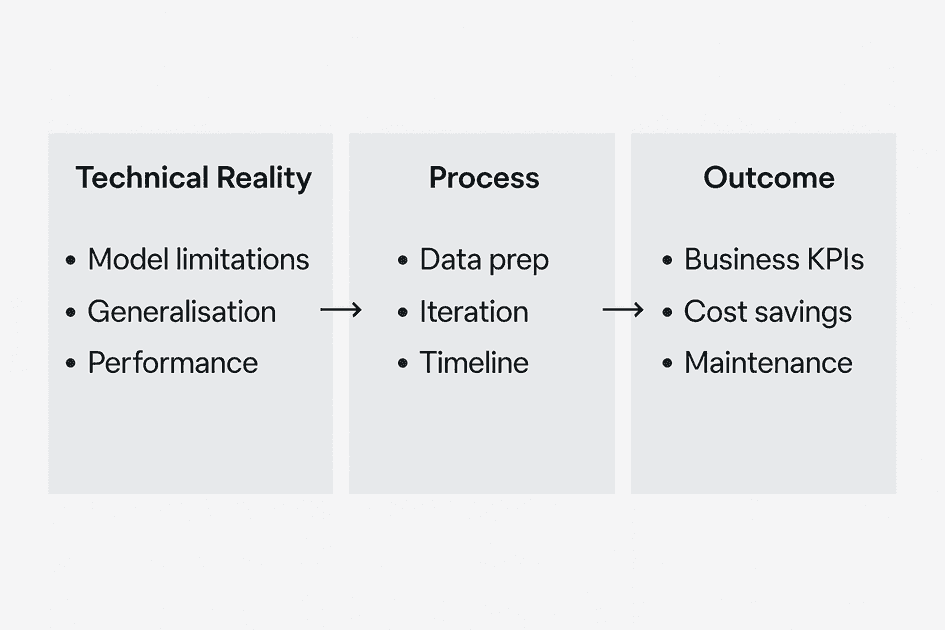 Technical Reality
• Model limitations
• Generalisation
• Performance
Process
• Data prep
• Iteration
• Timeline
Outcome
• Business KPIs
• Cost savings
• Maintenance